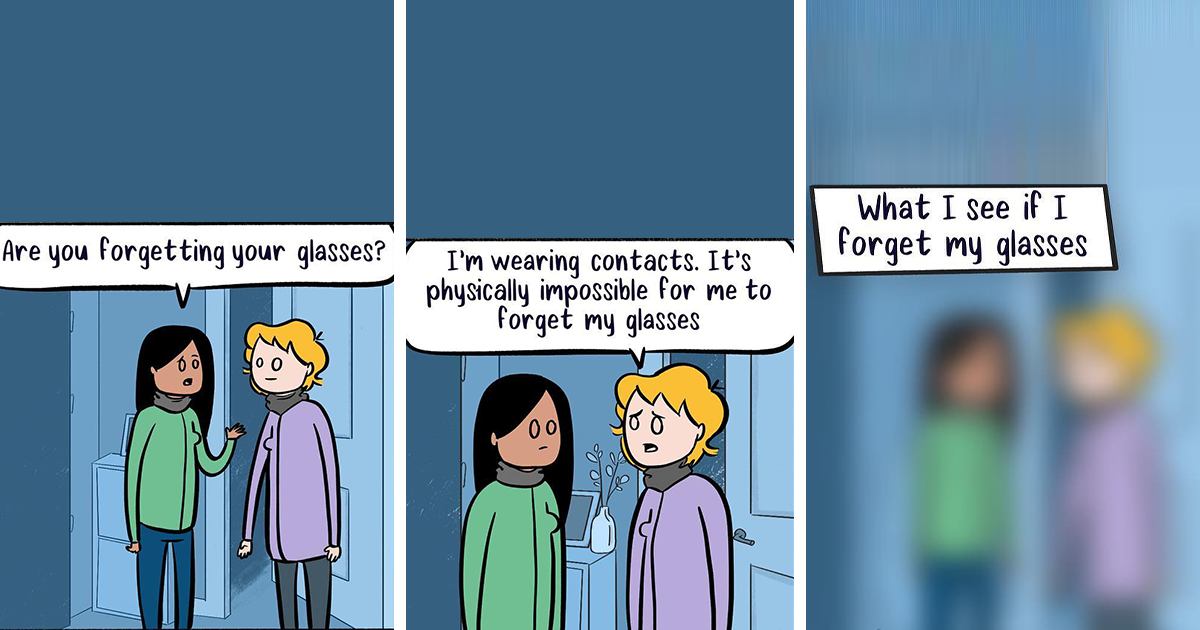 Are you forgetting your glasses?
I'm wearing contacts. It's
physically impossible for me to
forget my glasses
What I see if I
forget my glasses